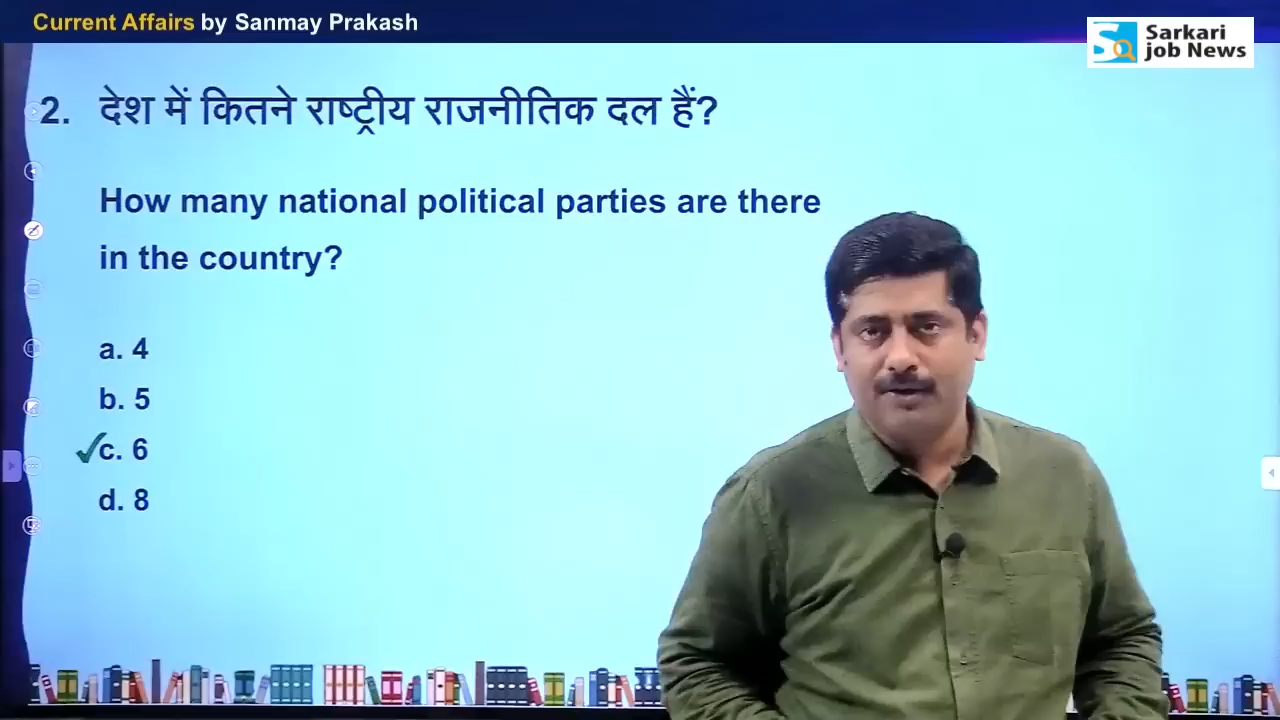 Current Affairs by Sanmay Prakash
Sarkari
job News
2. देश में कितने राष्ट्रीय राजनीतिक दल हैं?
How many national political parties are there
in the country?
a. 4
b. 5
c. 6
d. 8